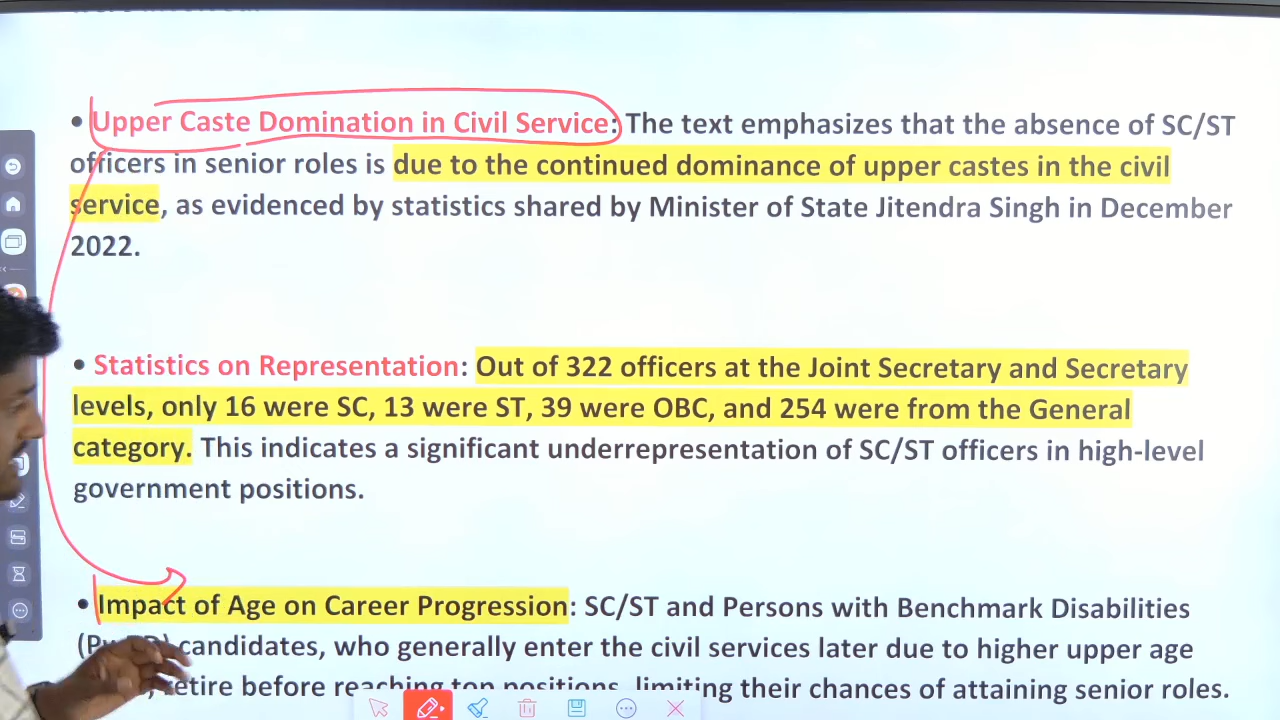 • Upper Caste Domination in Civil Service: The text emphasizes that the absence of SC/ST
officers in senior roles is due to the continued dominance of upper castes in the civil
service, as evidenced by statistics shared by Minister of State Jitendra Singh in December
2022.
• Statistics on Representation: Out of 322 officers at the Joint Secretary and Secretary
levels, only 16 were SC, 13 were ST, 39 were OBC, and 254 were from the General
category. This indicates a significant underrepresentation of SC/ST officers in high-level
government positions.
• Impact of Age on Career Progression: SC/ST and Persons with Benchmark Disabilities
candidates, who generally enter the civil services later due to higher upper age
retire before reaching top positions, limiting their chances of attaining senior roles.